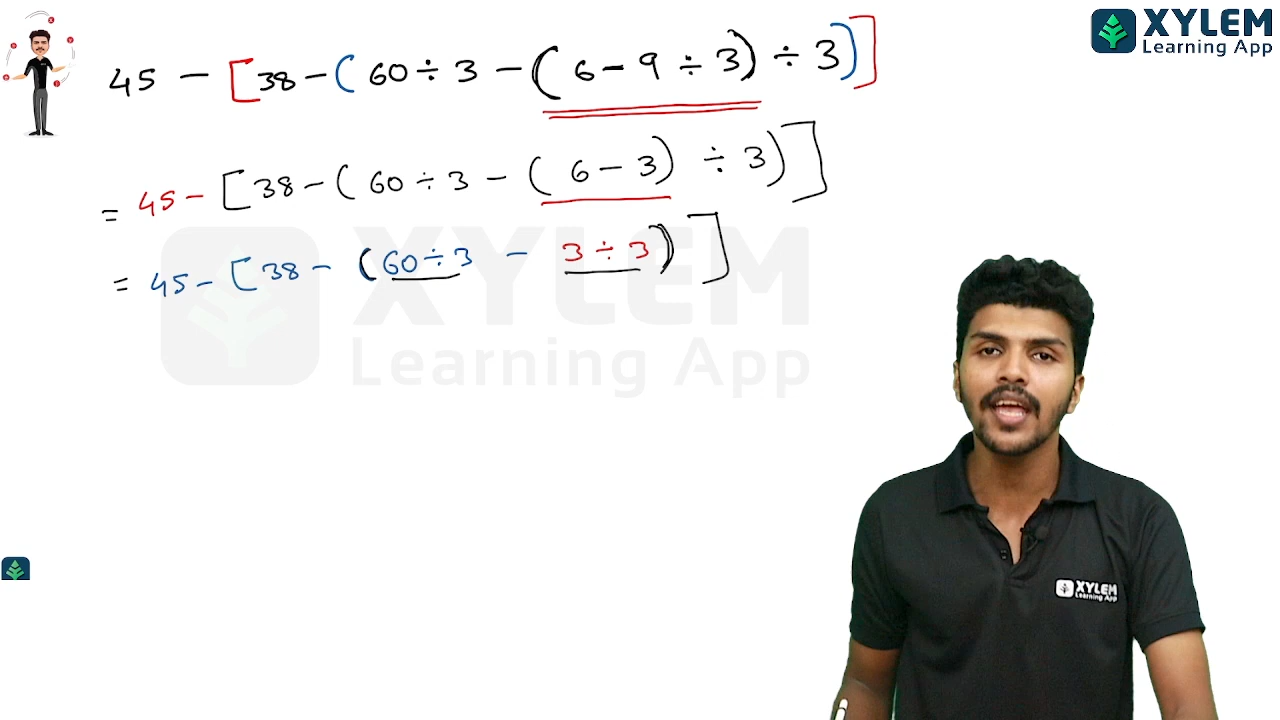 XYLEM
Learning App
45 − [38 − (60 ÷ 3 − (6 − 9 ÷ 3) ÷ 3)]
= 45 − [38 − (60 ÷ 3 − (6 − 3) ÷ 3)]
= 45 − [38 − (60 ÷ 3 − 3 ÷ 3)]
XYLEM
Learning App
XYLEM
Learning App